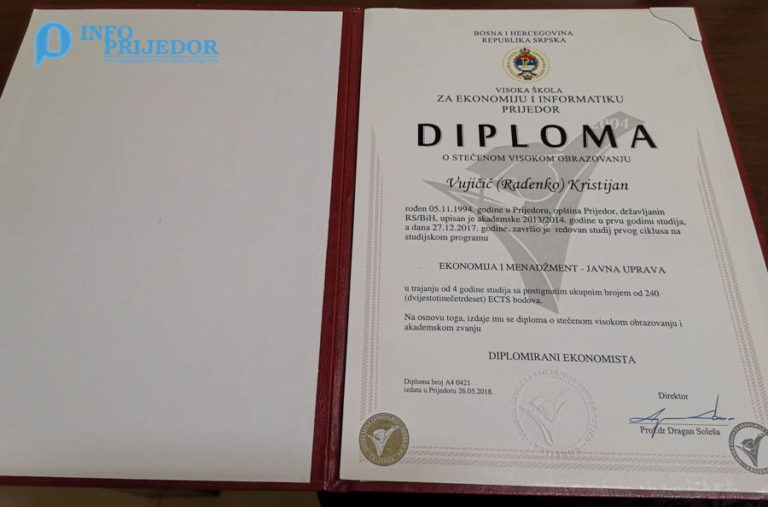 INFO
PRIJEDOR
BOSNA I HERCEGOVINA
REPUBLIKA SRPSKA
VISOKA ŠKOLA
ZA EKONOMIJU I INFORMATIKU
PRIJEDOR
2004
DIPLOMA
O STEČENOM VISOKOM OBRAZOVANJU
Vujičić (Radenko) Kristijan
rođen 05.11.1994. godine u Prijedoru, opština Prijedor, državljanin
RS/BiH, upisan je akademske 2013/2014. godine u prvu godinu studija,
a dana 27.12.2017. godine, završio je redovan studij prvog ciklusa na
studijskom programu
EKONOMIJA I MENADŽMENT - JAVNA UPRAVA
u trajanju od 4 godine studija sa postignutim ukupnim brojem od 240
(dvijestotinečetrdeset) ECTS bodova.
Na osnovu toga, izdaje mu se diploma o stečenom visokom obrazovanju i
akademskom zvanju
DIPLOMIRANI EKONOMISTA
Diploma broj A4 0421
izdata u Prijedoru 26.05.2018.
Direktor
Prof.dr Dragan Soleša